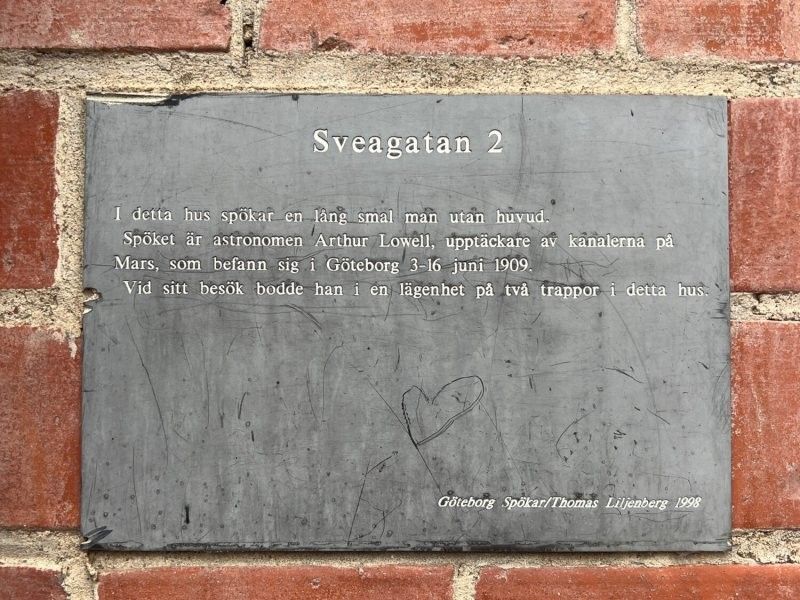 Sveagatan 2
I detta hus spökar en lång smal man utan huvud.
Spöket är astronomen Arthur Lowell, upptäckare av kanalerna på
Mars, som befann sig i Göteborg 3-16 juni 1909.
Vid sitt besök bodde han i en lägenhet på två trappor i detta hus.
Göteborg Spökar/Thomas Liljenberg 1998